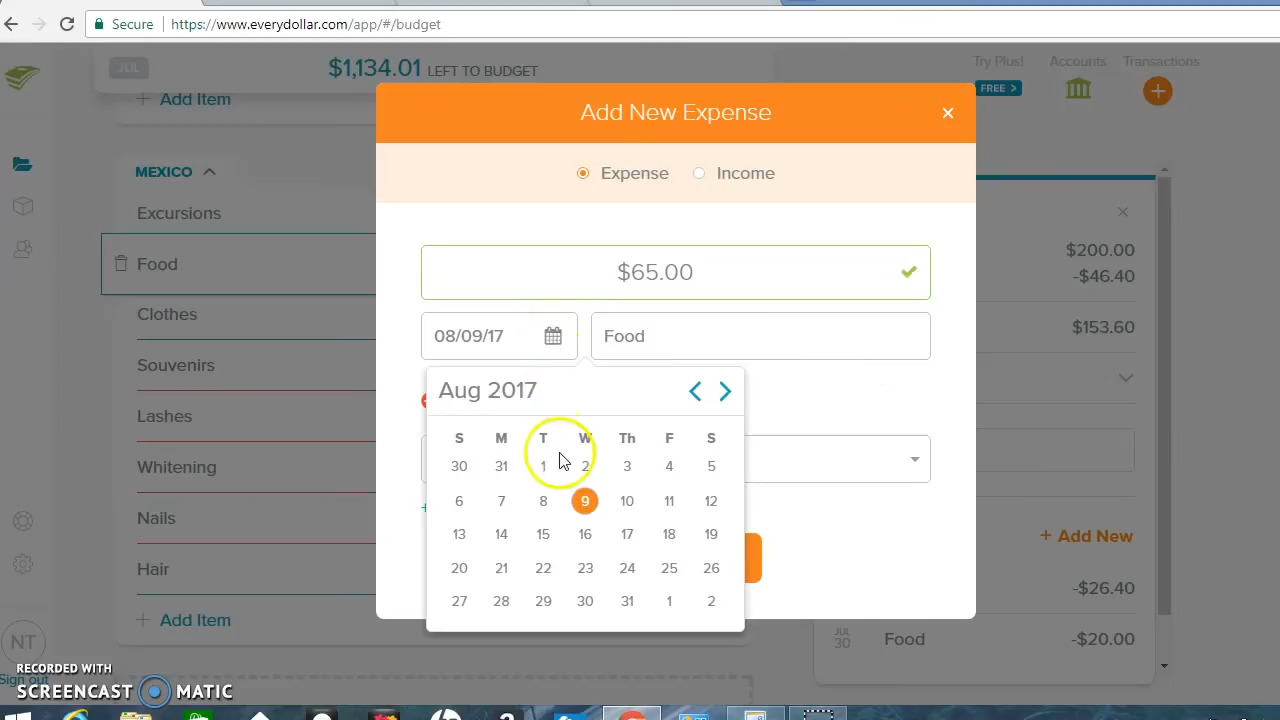 Secure https://www.everydollar.com/app/#/budget
JUL $1,134.01 LEFT TO BUDGET
Try Plus! Accounts Transactions
FREE >
+ Add Item
Add New Expense
Expense Income
MEXICO
Excursions
Food
Clothes
Souvenirs
Lashes
Whitening
Nails
Hair
+ Add Item
$65.00
08/09/17 Food
Aug 2017
S M T W Th F S
30 31 1 2 3 4 5
6 7 8 9 10 11 12
13 14 15 16 17 18 19
20 21 22 23 24 25 26
27 28 29 30 31 1 2
$200.00
-$46.40
$153.60
+ Add New
-$26.40
JUL 30 Food -$20.00
NT
Sign out
RECORDED WITH
SCREENCAST MATIC